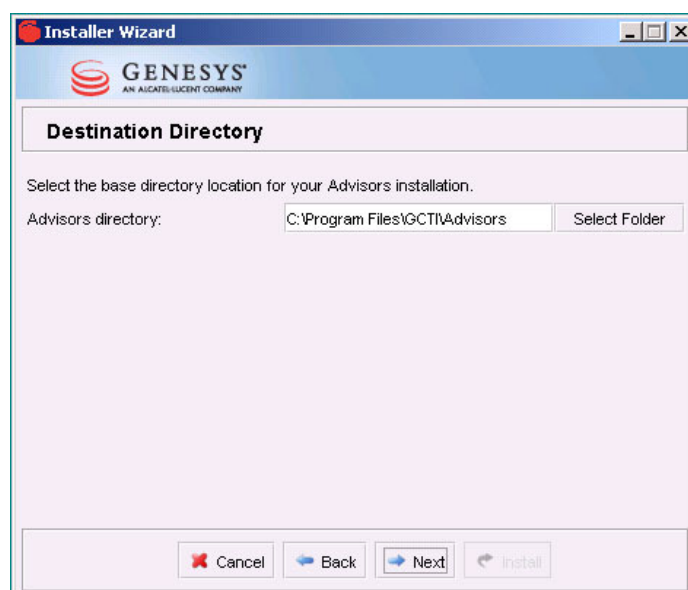 Installer Wizard
GENESYS
AN ALCATEL-LUCENT COMPANY
Destination Directory
Select the base directory location for your Advisors installation.
Advisors directory: C:\Program Files\GCTI\Advisors Select Folder
Cancel Back Next Install